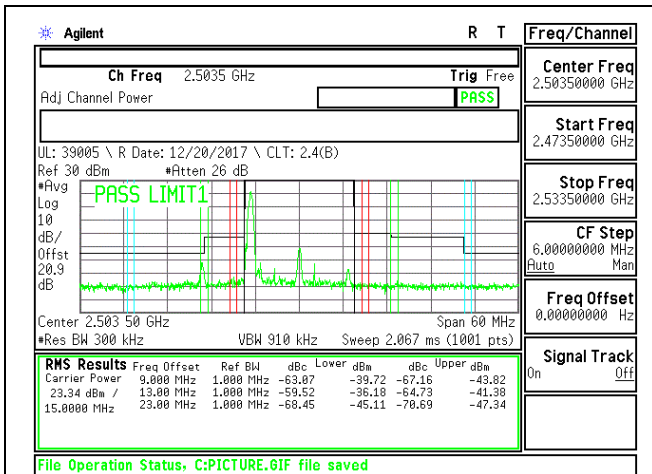 Agilent R T Freq/Channel
Ch Freq 2.5035 GHz Trig Free
Adj Channel Power PASS
Center Freq
2.50350000 GHz
Start Freq
2.47350000 GHz
Stop Freq
2.53350000 GHz
CF Step
6.00000000 MHz
Auto Man
Freq Offset
0.00000000 Hz
Signal Track
On Off
UL: 39005 \ R Date: 12/20/2017 \ CLT: 2.4(B)
Ref 30 dBm #Atten 26 dB
#Avg
Log
10
dB/
Offst
20.9
dB
PASS LIMIT1
Center 2.503 50 GHz Span 60 MHz
#Res BW 300 kHz VBW 910 kHz Sweep 2.067 ms (1001 pts)
RMS Results Freq Offset Ref BW dBc Lower dBm dBc Upper dBm
Carrier Power 9.000 MHz 1.000 MHz -63.07 -39.72 -67.16 -43.82
23.34 dBm / 13.00 MHz 1.000 MHz -59.52 -36.18 -64.73 -41.38
15.0000 MHz 23.00 MHz 1.000 MHz -68.45 -45.11 -70.69 -47.34
File Operation Status, C:PICTURE.GIF file saved